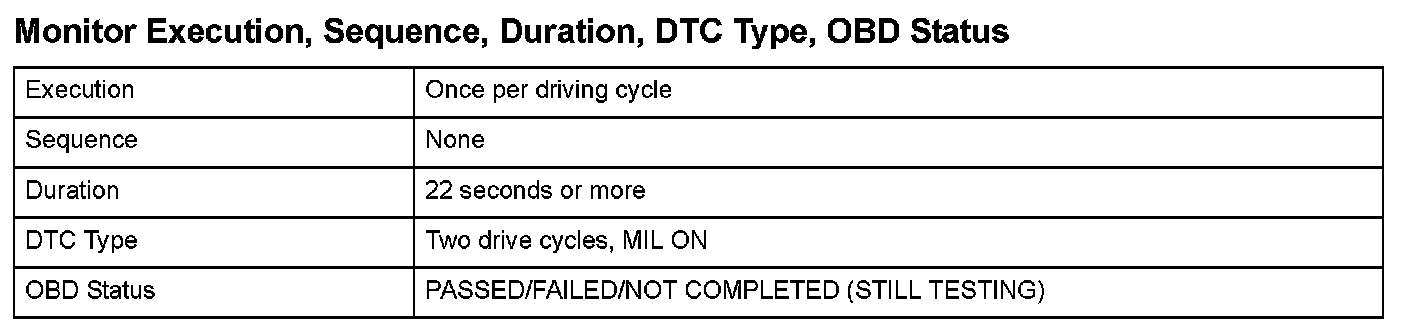 Monitor Execution, Sequence, Duration, DTC Type, OBD Status
Execution Once per driving cycle
Sequence None
Duration 22 seconds or more
DTC Type Two drive cycles, MIL ON
OBD Status PASSED/FAILED/NOT COMPLETED (STILL TESTING)